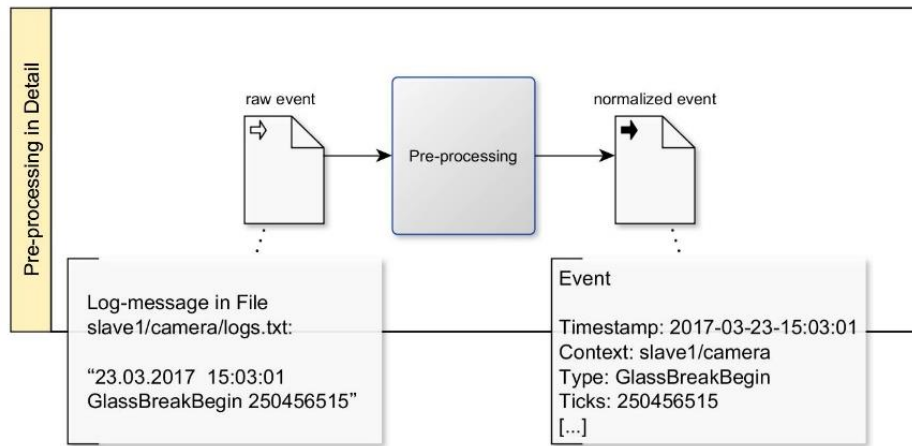 Pre-processing in Detail
raw event
normalized event
Pre-processing
Log-message in File
slave1/camera/logs.txt:
“23.03.2017 15:03:01
GlassBreakBegin 250456515”
Event
Timestamp: 2017-03-23-15:03:01
Context: slave1/camera
Type: GlassBreakBegin
Ticks: 250456515
[...]